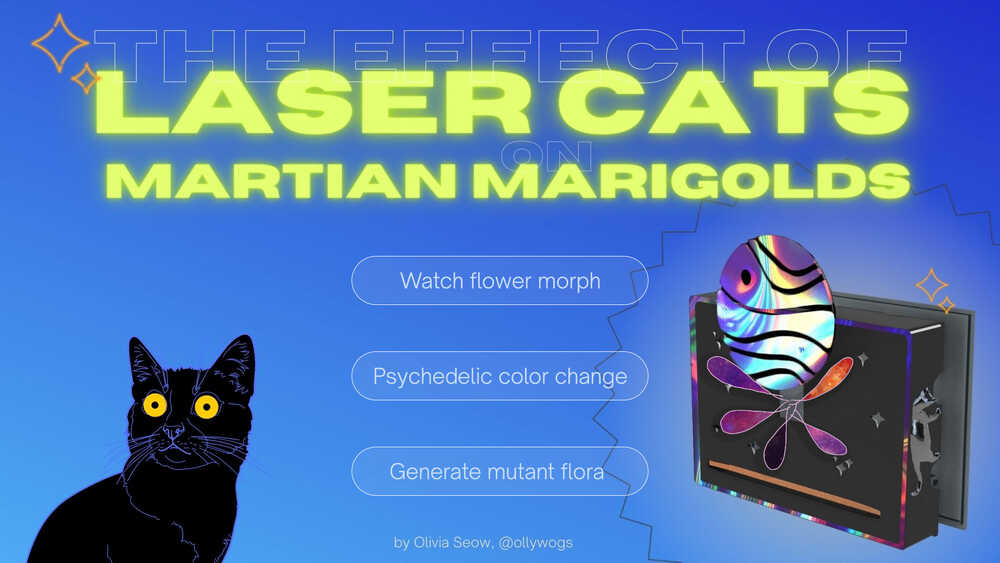 THE EFFECT OF
LASER CATS
ON
MARTIAN MARIGOLDS
Watch flower morph
Psychedelic color change
Generate mutant flora
by Olivia Seow, @ollywogs